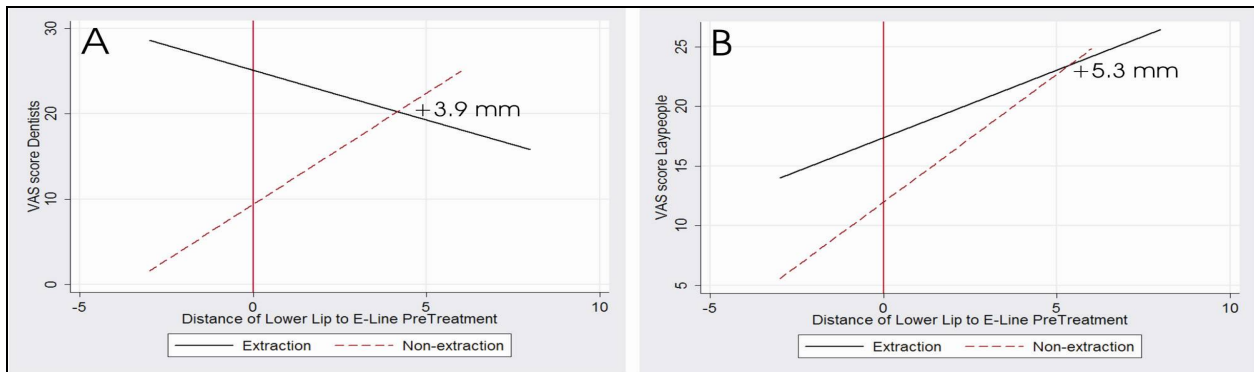 A
VAS score Dentists
30
20
10
0
+3.9 mm
-5
0
5
10
Distance of Lower Lip to E-Line PreTreatment
Extraction
Non-extraction
B
VAS score Laypeople
25
20
15
10
5
+5.3 mm
-5
0
5
10
Distance of Lower Lip to E-Line PreTreatment
Extraction
Non-extraction